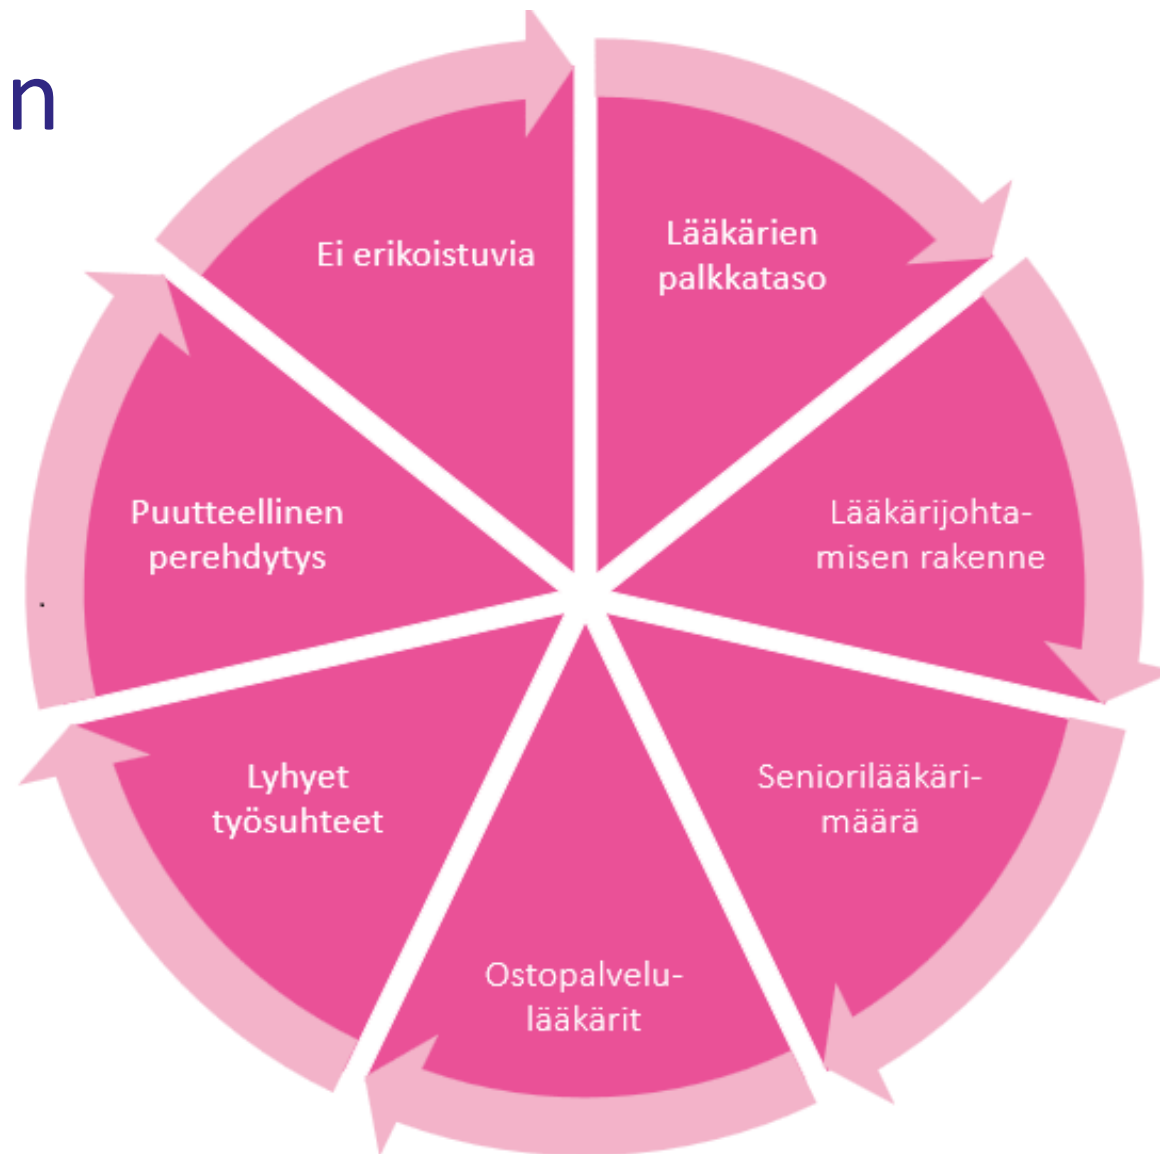 n
Ei erikoistuvia
Lääkärien
palkkataso
Lääkärijohta-
misen rakenne
Seniorilääkäri-
määrä
Ostopalvelu-
lääkärit
Lyhyet
työsuhteet
Puutteellinen
perehdytys